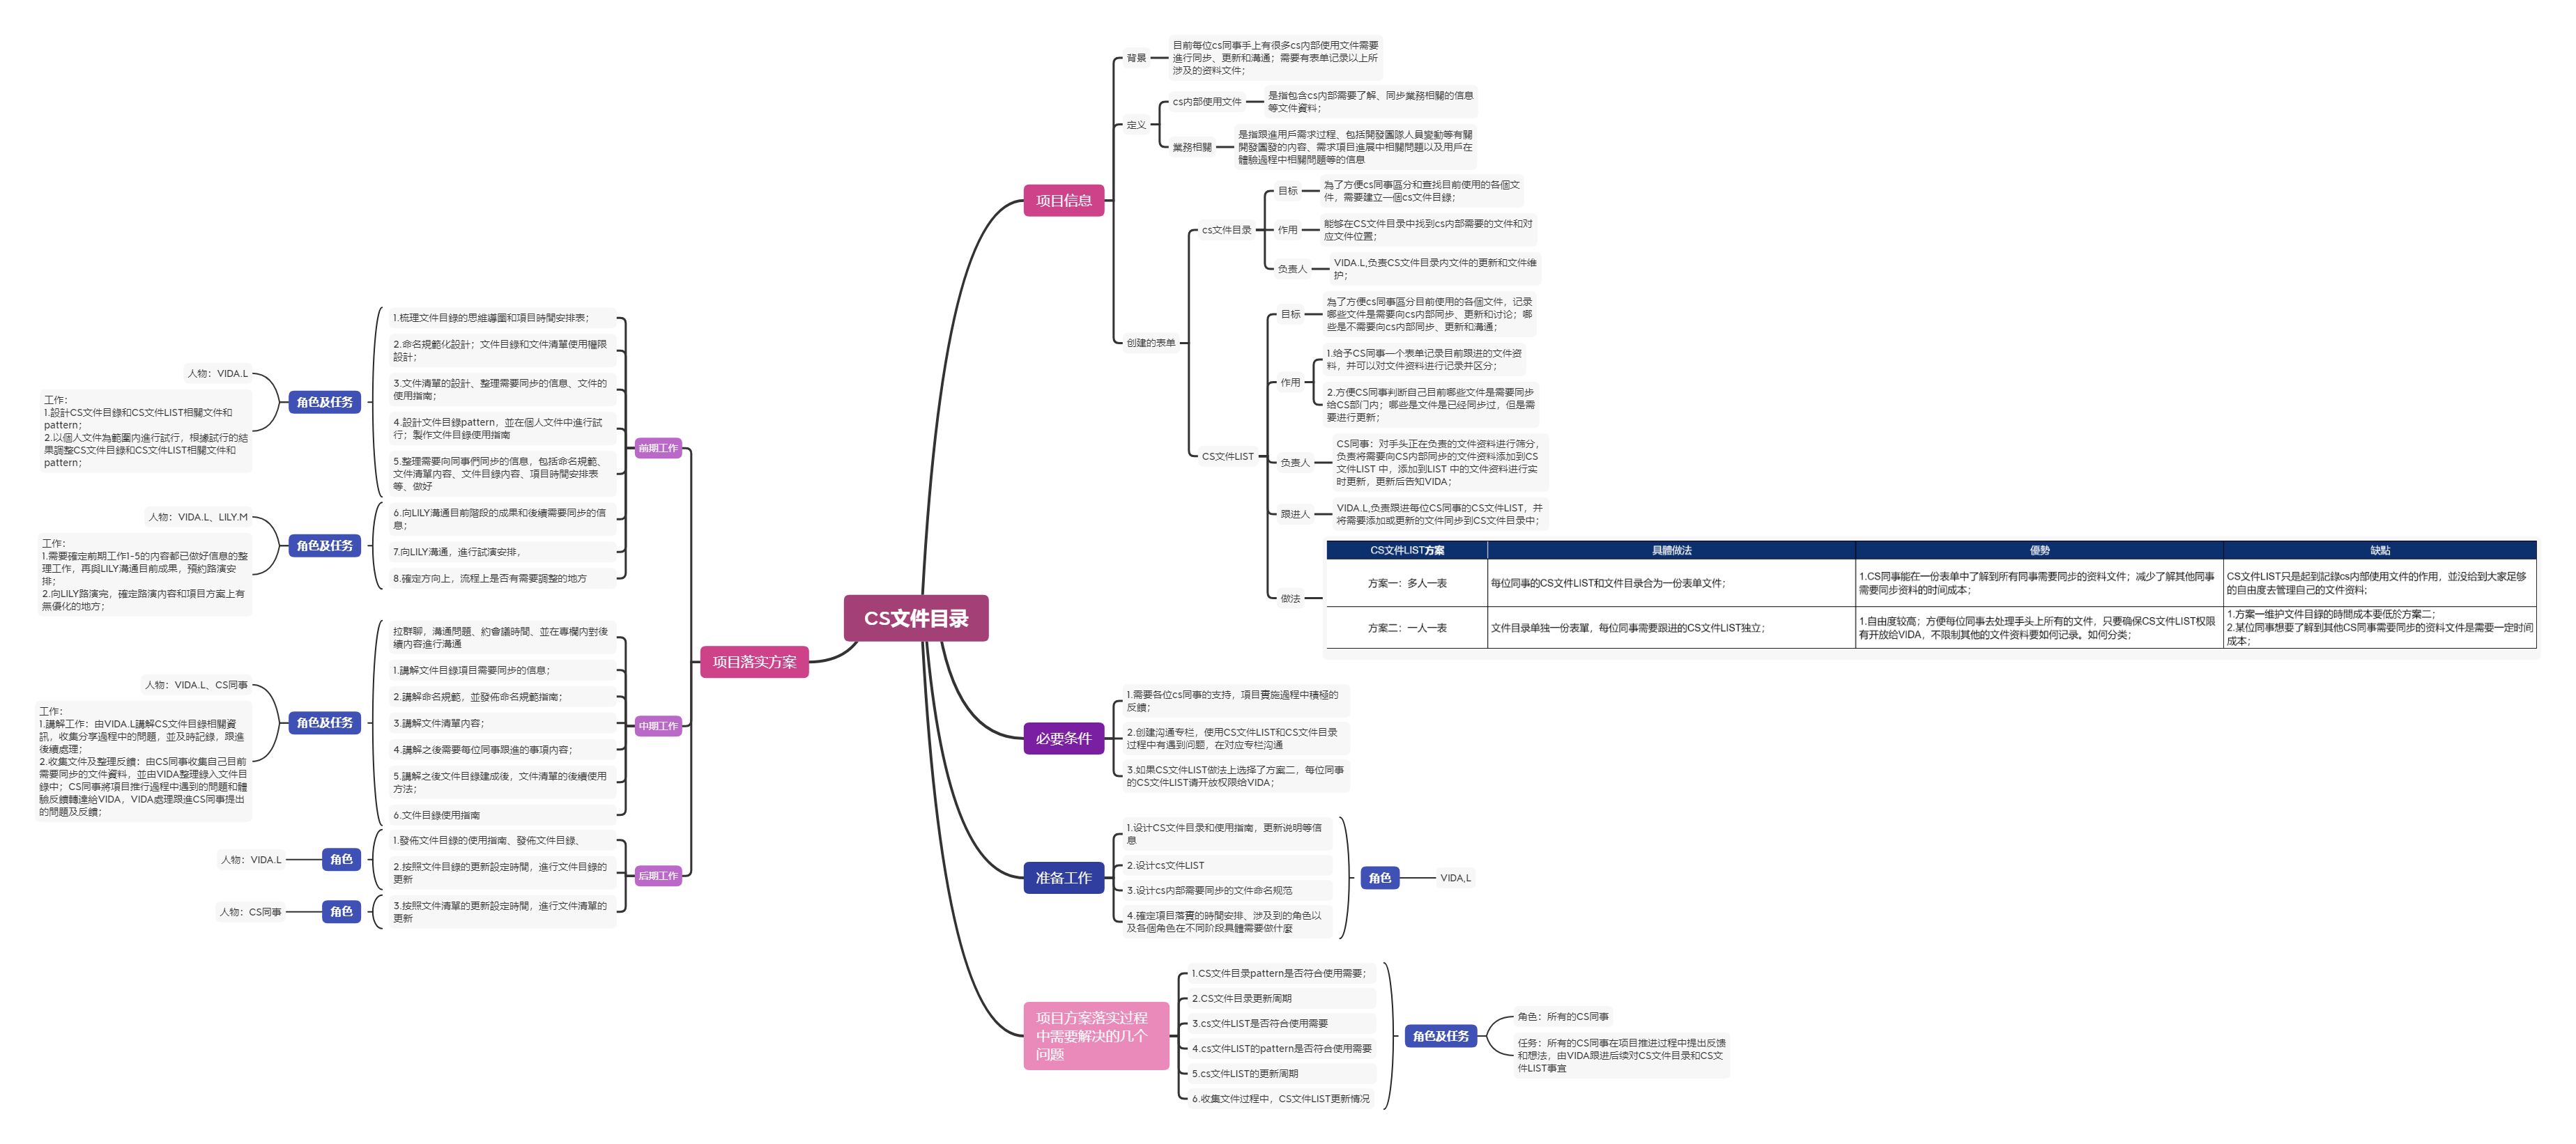 CS文件目录
项目信息
背景
目前每位cs同事手上有很多cs内部使用文件需要
進行同步、更新和溝通；需要有表单记录以上所
涉及的资料文件；
定义
cs内部使用文件
是指包含cs内部需要了解、同步業務相關的信息
等文件資料；
業務相關
是指跟進用戶需求过程、包括開發團隊人員變動等有關
開發團發的内容、需求項目進展中相關問題以及用戶在
體驗過程中相關問題等的信息
创建的表单
cs文件目录
目标
為了方便cs同事區分和查找目前使用的各個文
件，需要建立一個cs文件目錄；
作用
能够在CS文件目录中找到cs内部需要的文件和对
应文件位置；
负责人
VIDA.L,负责CS文件目录内文件的更新和文件维
护；
CS文件LIST
目标
為了方便cs同事區分目前使用的各個文件，记录
哪些文件是需要向cs内部同步、更新和讨论；哪
些是不需要向cs内部同步、更新和溝通；
作用
1.给予CS同事一个表单记录目前跟进的文件资
料，并可以对文件资料进行记录并区分；
2.方便CS同事判断自己目前哪些文件是需要同步
给CS部门内；哪些是文件是已经同步过，但是需
要进行更新；
负责人
CS同事：对手头正在负责的文件资料进行筛分，
负责将需要向CS内部同步的文件资料添加到CS
文件LIST 中，添加到LIST 中的文件资料进行实
时更新，更新后告知VIDA；
跟进人
VIDA.L,负责跟进每位CS同事的CS文件LIST，并
将需要添加或更新的文件同步到CS文件目录中；
做法
CS文件LIST方案
具體做法
優勢
缺點
方案一：多人一表
每位同事的CS文件LIST和文件目录合为一份表单文件；
1.CS同事能在一份表单中了解到所有同事需要同步的资料文件；减少了解其他同事
需要同步资料的时间成本；
CS文件LIST只是起到記錄cs内部使用文件的作用，並没给到大家足够
的自由度去管理自己的文件资料；
方案二：一人一表
文件目录单独一份表單，每位同事需要跟进的CS文件LIST独立；
1.自由度较高；方便每位同事去处理手头上所有的文件，只要确保CS文件LIST权限
有开放给VIDA，不限制其他的文件资料要如何记录。如何分类；
1.方案一维护文件目錄的時間成本要低於方案二；
2.某位同事想要了解到其他CS同事需要同步的资料文件是需要一定时间
成本；
必要条件
1.需要各位cs同事的支持，項目實施過程中積極的
反饋；
2.创建沟通专栏，使用CS文件LIST和CS文件目录
过程中有遇到问题，在对应专栏沟通
3.如果CS文件LIST做法上选择了方案二，每位同事
的CS文件LIST请开放权限给VIDA；
准备工作
1.设计CS文件目录和使用指南，更新说明等信
息
2.设计cs文件LIST
3.设计cs内部需要同步的文件命名规范
4.確定項目落實的時間安排、涉及到的角色以
及各個角色在不同阶段具體需要做什麼
角色
VIDA,L
项目方案落实过程
中需要解决的几个
问题
1.CS文件目录pattern是否符合使用需要；
2.CS文件目录更新周期
3.cs文件LIST是否符合使用需要
4.cs文件LIST的pattern是否符合使用需要
5.cs文件LIST的更新周期
6.收集文件过程中，CS文件LIST更新情况
角色及任务
角色：所有的CS同事
任务：所有的CS同事在项目推进过程中提出反馈
和想法，由VIDA跟进后续对CS文件目录和CS文
件LIST事宜
项目落实方案
前期工作
1.梳理文件目錄的思維導圖和項目時間安排表；
2.命名規範化設計；文件目錄和文件清單使用權限
設計；
3.文件清單的設計、整理需要同步的信息、文件的
使用指南；
4.設計文件目錄pattern，並在個人文件中進行試
行；製作文件目錄使用指南
5.整理需要向同事們同步的信息，包括命名規範、
文件清單內容、文件目錄內容、項目時間安排表
等、做好
角色及任务
人物：VIDA.L
工作：
1.設計CS文件目錄和CS文件LIST相關文件和
pattern；
2.以個人文件為範圍内進行試行，根據試行的結
果調整CS文件目錄和CS文件LIST相關文件和
pattern；
6.向LILY溝通目前階段的成果和後續需要同步的信
息；
7.向LILY溝通，進行試演安排，
8.確定方向上，流程上是否有需要調整的地方
角色及任务
人物：VIDA.L、LILY.M
工作：
1.需要確定前期工作1-5的内容都已做好信息的整
理工作，再與LILY溝通目前成果，預約路演安
排；
2.向LILY路演完，確定路演内容和項目方案上有
無優化的地方；
中期工作
拉群聊，溝通問題、約會議時間、並在專欄内對後
續内容進行溝通
1.講解文件目錄項目需要同步的信息；
2.講解命名規範，並發佈命名規範指南；
3.講解文件清單内容；
4.講解之後需要每位同事跟進的事項内容；
5.講解之後文件目錄建成後，文件清單的後續使用
方法；
6.文件目錄使用指南
角色及任务
人物：VIDA.L、CS同事
工作：
1.講解工作：由VIDA.L講解CS文件目錄相關資
訊，收集分享過程中的問題，並及時記錄，跟進
後續處理；
2.收集文件及整理反饋：由CS同事收集自己目前
需要同步的文件資料，並由VIDA整理錄入文件目
錄中；CS同事將項目推行過程中遇到的問題和體
驗反饋轉達給VIDA，VIDA處理跟進CS同事提出
的問題及反饋；
后期工作
1.發佈文件目錄的使用指南、發佈文件目錄、
2.按照文件目錄的更新設定時間，進行文件目錄的
更新
角色
人物：VIDA.L
3.按照文件清單的更新設定時間，進行文件清單的
更新
角色
人物：CS同事